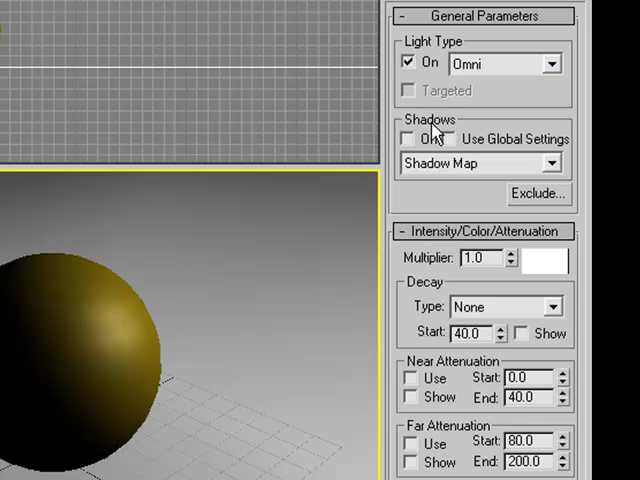 - General Parameters
Light Type
On Omni
Targeted
Shadows
On Use Global Settings
Shadow Map
Exclude...
- Intensity/Color/Attenuation
Multiplier: 1.0
Decay
Type: None
Start: 40.0 Show
Near Attenuation
Use Start: 0.0
Show End: 40.0
Far Attenuation
Use Start: 80.0
Show End: 200.0